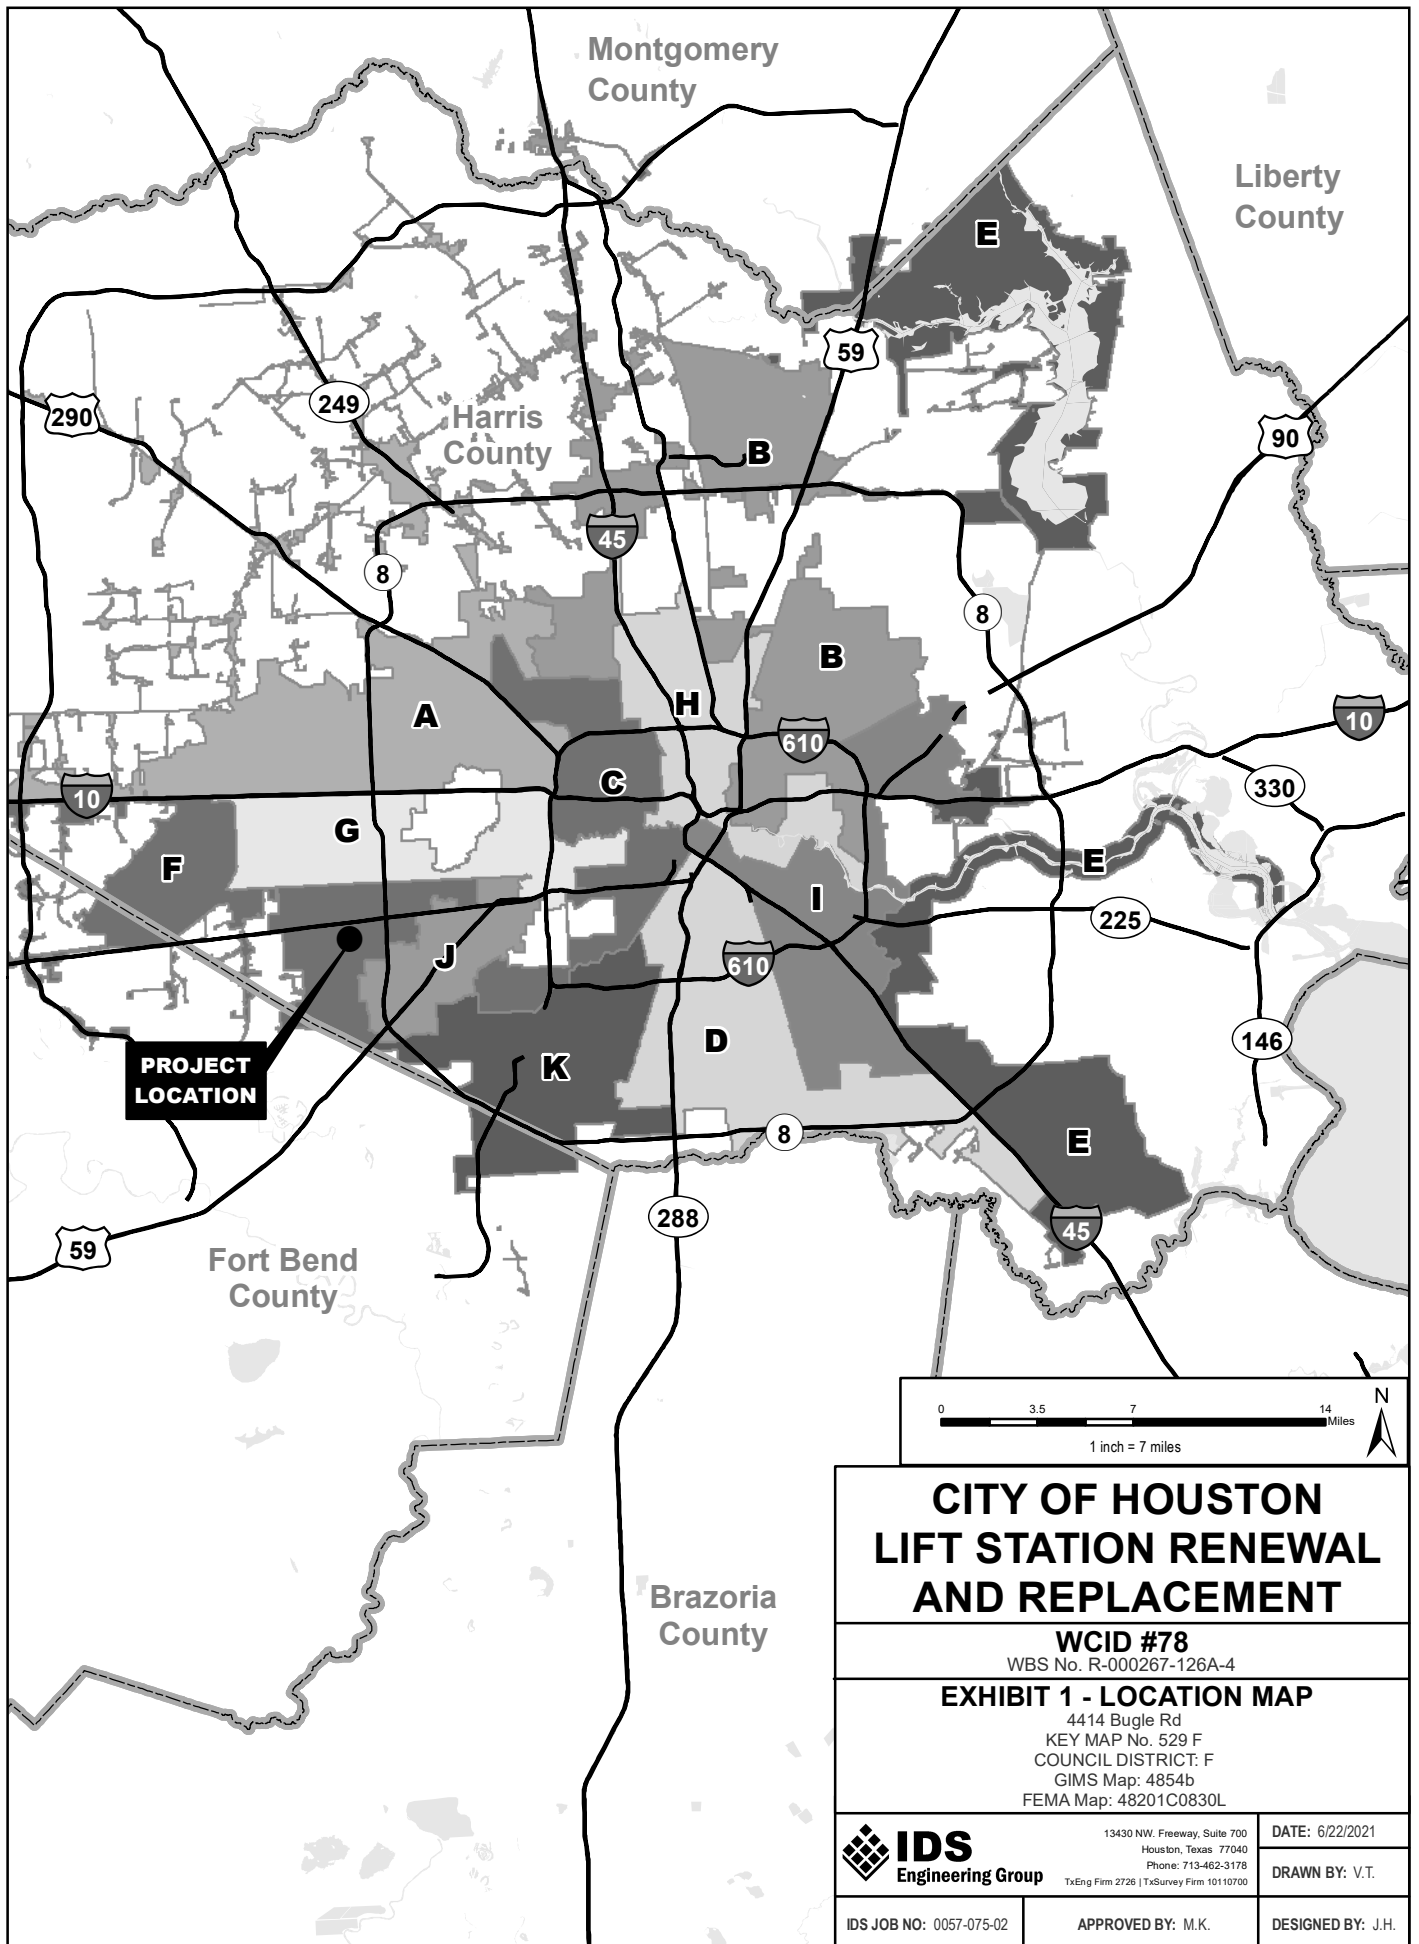 Montgomery
County
Liberty
County
E
59
290
249
Harris
County
90
B
45
8
8
B
H
A
10
610
C
10
330
G
F
E
I
225
J
610
D
146
PROJECT
LOCATION
K
8
E
288
45
59
Fort Bend
County
N
0 3.5 7 14
Miles
1 inch = 7 miles
CITY OF HOUSTON
LIFT STATION RENEWAL
AND REPLACEMENT
Brazoria
County
WCID #78
WBS No. R-000267-126A-4
EXHIBIT 1 - LOCATION MAP
4414 Bugle Rd
KEY MAP No. 529 F
COUNCIL DISTRICT: F
GIMS Map: 4854b
FEMA Map: 48201C0830L
IDS
Engineering Group
13430 NW. Freeway, Suite 700
Houston, Texas 77040
Phone: 713-462-3178
TxEng Firm 2726 | TxSurvey Firm 10110700
DATE: 6/22/2021
DRAWN BY: V.T.
IDS JOB NO: 0057-075-02
APPROVED BY: M.K.
DESIGNED BY: J.H.